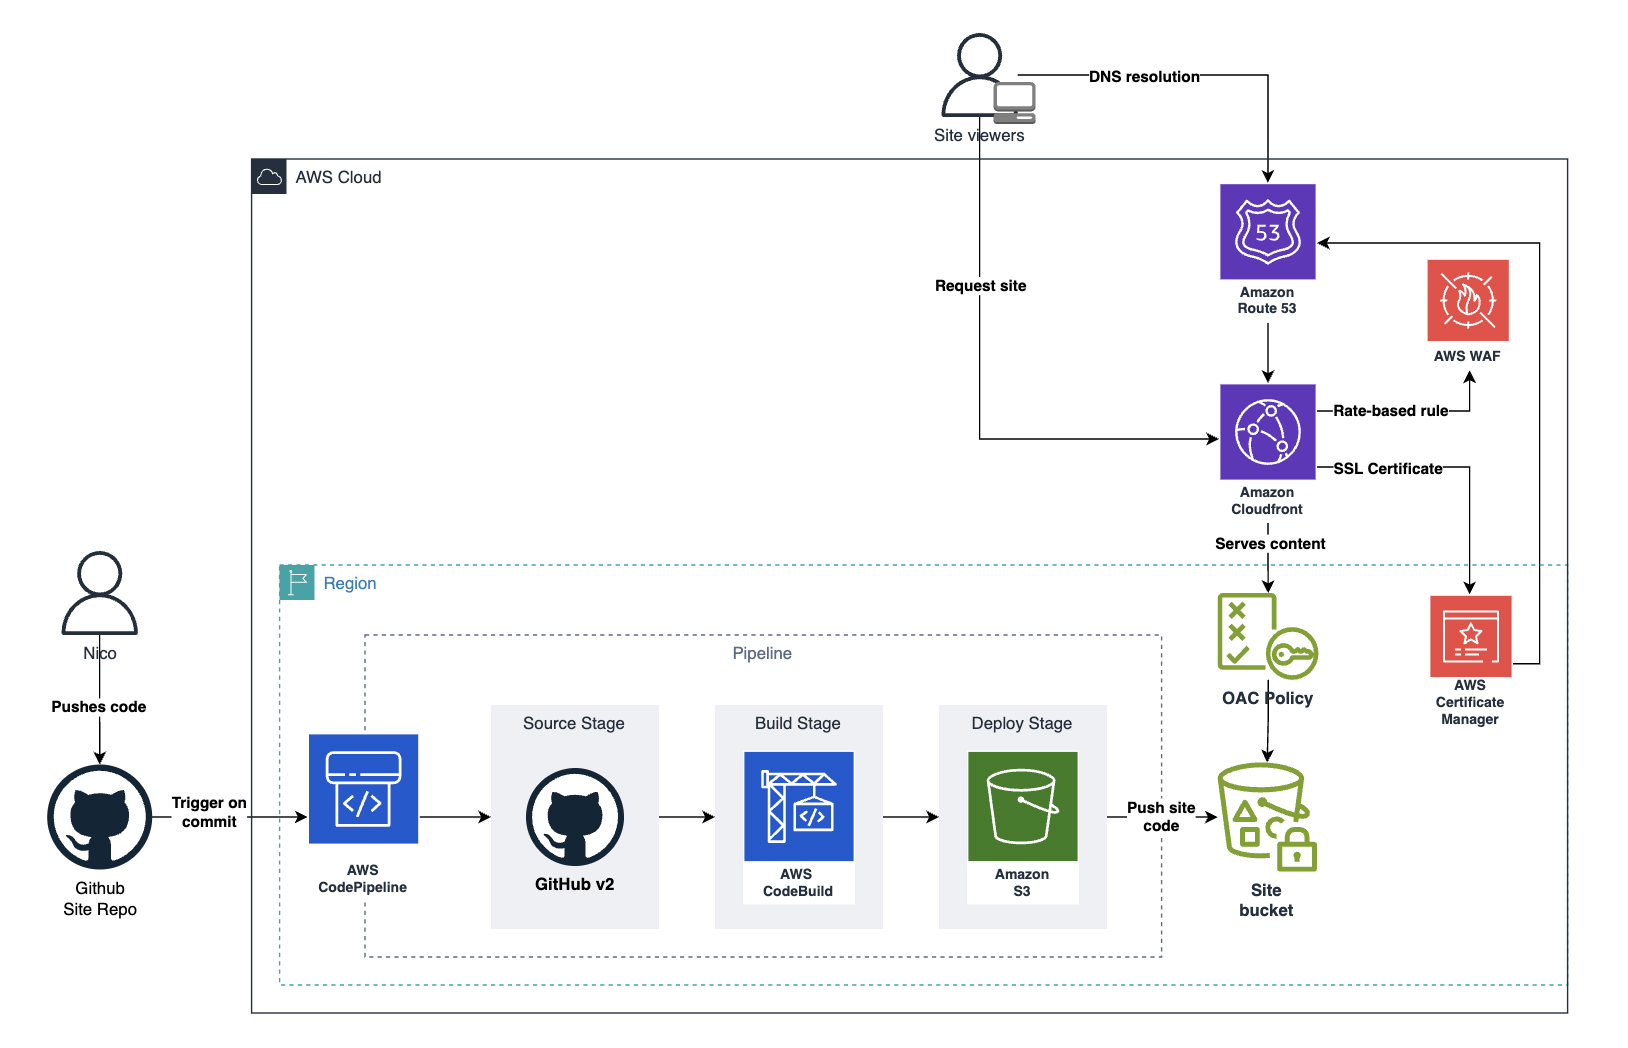 DNS resolution
Site viewers
AWS Cloud
53
Amazon
Route 53
Request site
AWS WAF
Rate-based rule
SSL Certificate
Amazon
Cloudfront
Serves content
Region
Nico
Pipeline
Pushes code
OAC Policy
AWS
Certificate
Manager
Source Stage
Build Stage
Deploy Stage
Trigger on
commit
</>
</>
Push site
code
AWS
CodePipeline
GitHub v2
AWS
CodeBuild
Amazon
S3
Github
Site Repo
Site
bucket